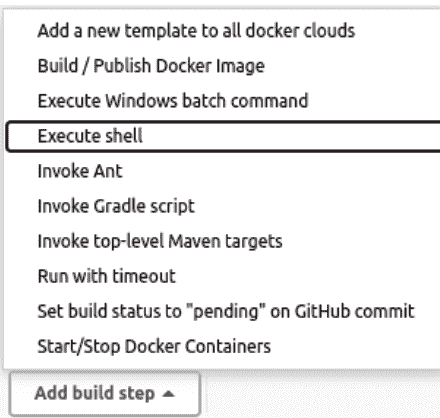 Add a new template to all docker clouds
Build / Publish Docker Image
Execute Windows batch command
Execute shell
Invoke Ant
Invoke Gradle script
Invoke top-level Maven targets
Run with timeout
Set build status to "pending" on GitHub commit
Start/Stop Docker Containers
Add build step